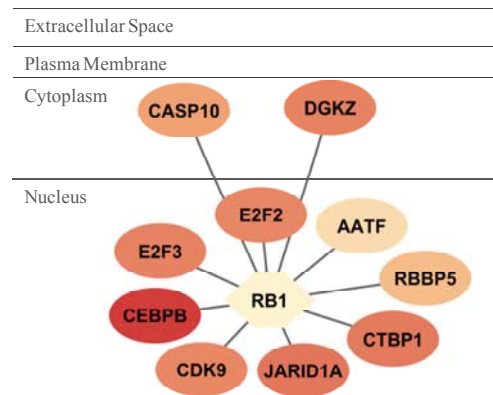 Extracellular Space
Plasma Membrane
Cytoplasm
CASP10
DGKZ
Nucleus
E2F2
AATF
E2F3
RBBP5
RB1
CEBPB
CTBP1
CDK9
JARID1A